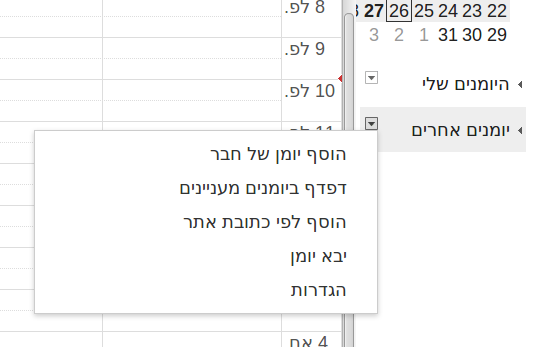 22 23 24 25 26 27
29 30 31 1 2 3
היומנים שלי
יומנים אחרים
8 לפ.
9 לפ.
10 לפ.
11 לפ.
הוסף יומן של חבר
דפדף ביומנים מעניינים
הוסף לפי כתובת אתר
יבא יומן
הגדרות
4 אח.